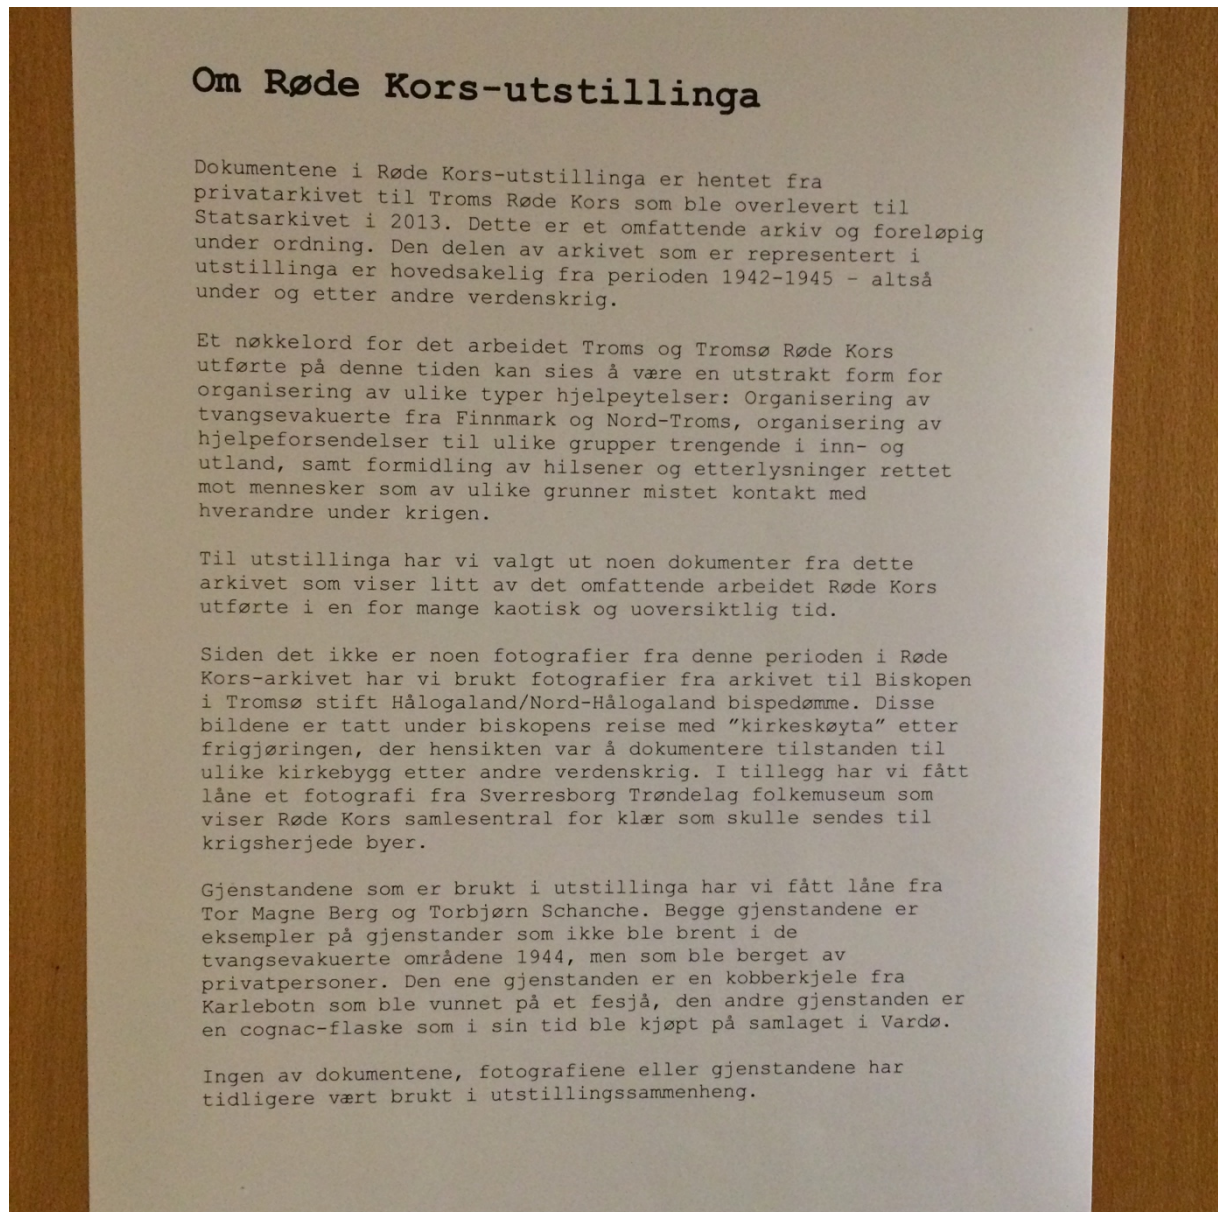 Om Røde Kors-utstillinga
Dokumentene i Røde Kors-utstillinga er hentet fra
privatarkivet til Troms Røde Kors som ble overlevert til
Statsarkivet i 2013. Dette er et omfattende arkiv og foreløpig
under ordning. Den delen av arkivet som er representert i
utstillinga er hovedsakelig fra perioden 1942-1945 – altså
under og etter andre verdenskrig.
Et nøkkelord for det arbeidet Troms og Tromsø Røde Kors
utførte på denne tiden kan sies å være en utstrakt form for
organisering av ulike typer hjelpeytelser: Organisering av
tvangsevakuerte fra Finnmark og Nord-Troms, organisering av
hjelpeforsendelser til ulike grupper trengende i inn- og
utland, samt formidling av hilsener og etterlysninger rettet
mot mennesker som av ulike grunner mistet kontakt med
hverandre under krigen.
Til utstillinga har vi valgt ut noen dokumenter fra dette
arkivet som viser litt av det omfattende arbeidet Røde Kors
utførte i en for mange kaotisk og uoversiktlig tid.
Siden det ikke er noen fotografier fra denne perioden i Røde
Kors-arkivet har vi brukt fotografier fra arkivet til Biskopen
i Tromsø stift Hålogaland/Nord-Hålogaland bispedømme. Disse
bildene er tatt under biskopens reise med ”kirkeskøyta” etter
frigjøringen, der hensikten var å dokumentere tilstanden til
ulike kirkebygg etter andre verdenskrig. I tillegg har vi fått
låne et fotografi fra Sverresborg Trøndelag folkemuseum som
viser Røde Kors samlesentral for klær som skulle sendes til
krigsherjede byer.
Gjenstandene som er brukt i utstillinga har vi fått låne fra
Tor Magne Berg og Torbjørn Schanche. Begge gjenstandene er
eksempler på gjenstander som ikke ble brent i de
tvangsevakuerte områdene 1944, men som ble berget av
privatpersoner. Den ene gjenstanden er en kobberkjele fra
Karlebotn som ble vunnet på et fesjå, den andre gjenstanden er
en cognac-flaske som i sin tid ble kjøpt på samlaget i Vardø.
Ingen av dokumentene, fotografiene eller gjenstandene har
tidligere vært brukt i utstillingssammenheng.